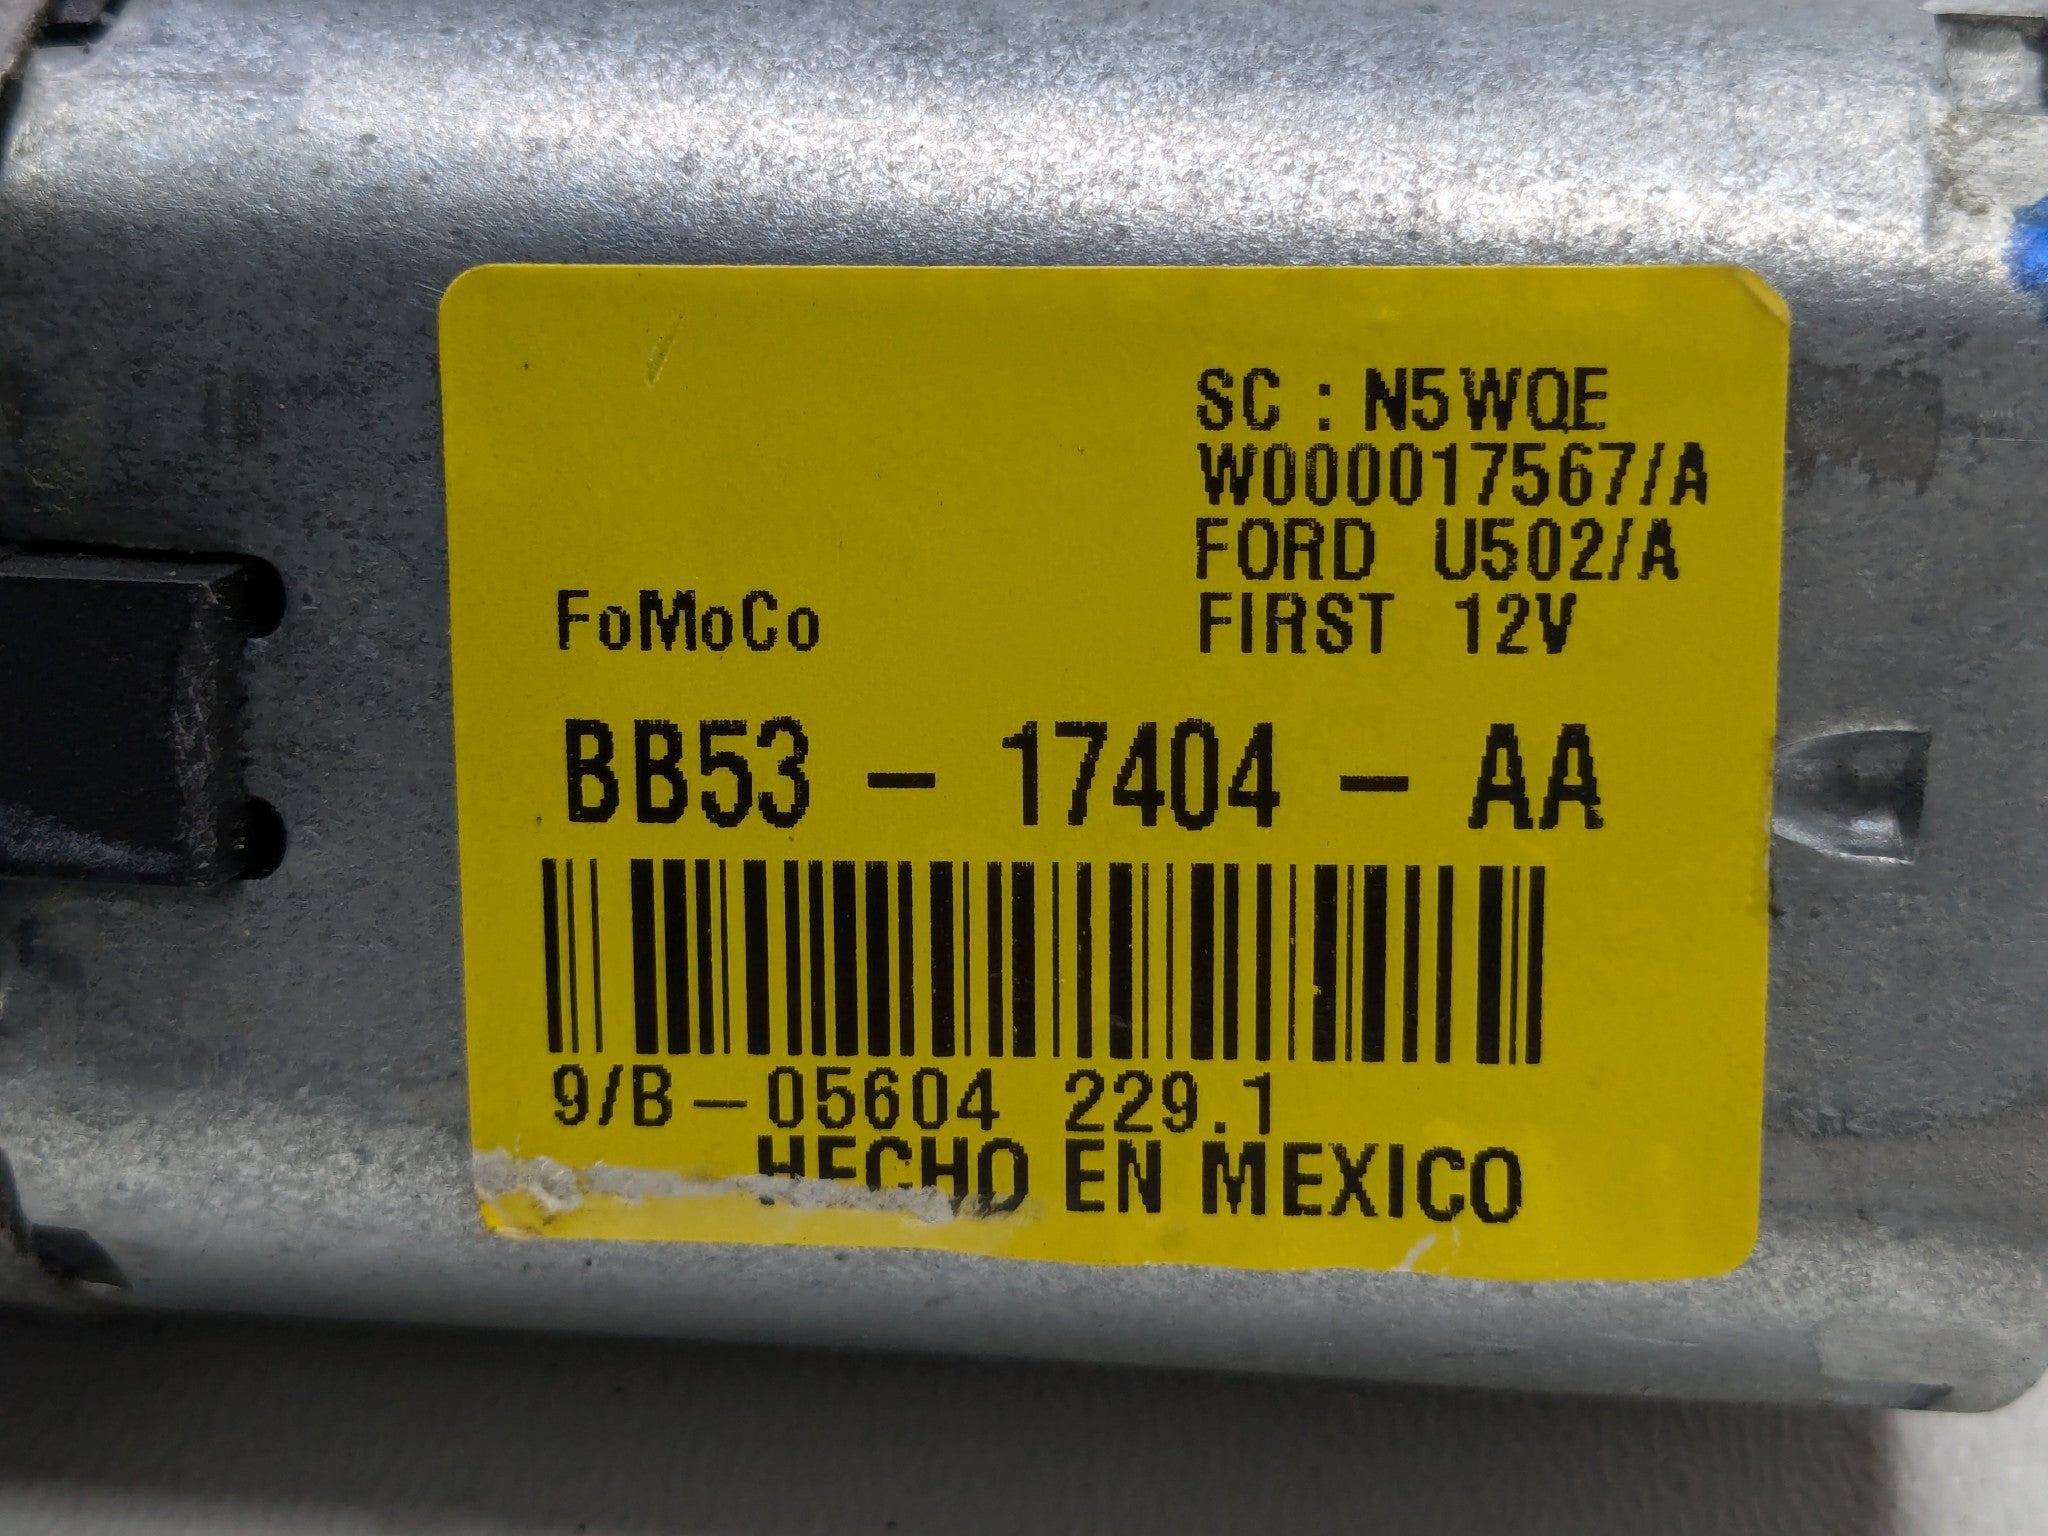 SC : N5WQE
W000017567/A
FORD U502/A
FoMoCo FIRST 12V
BB53 - 17404 - AA
9/B-05604 229.1
HECHO EN MEXICO